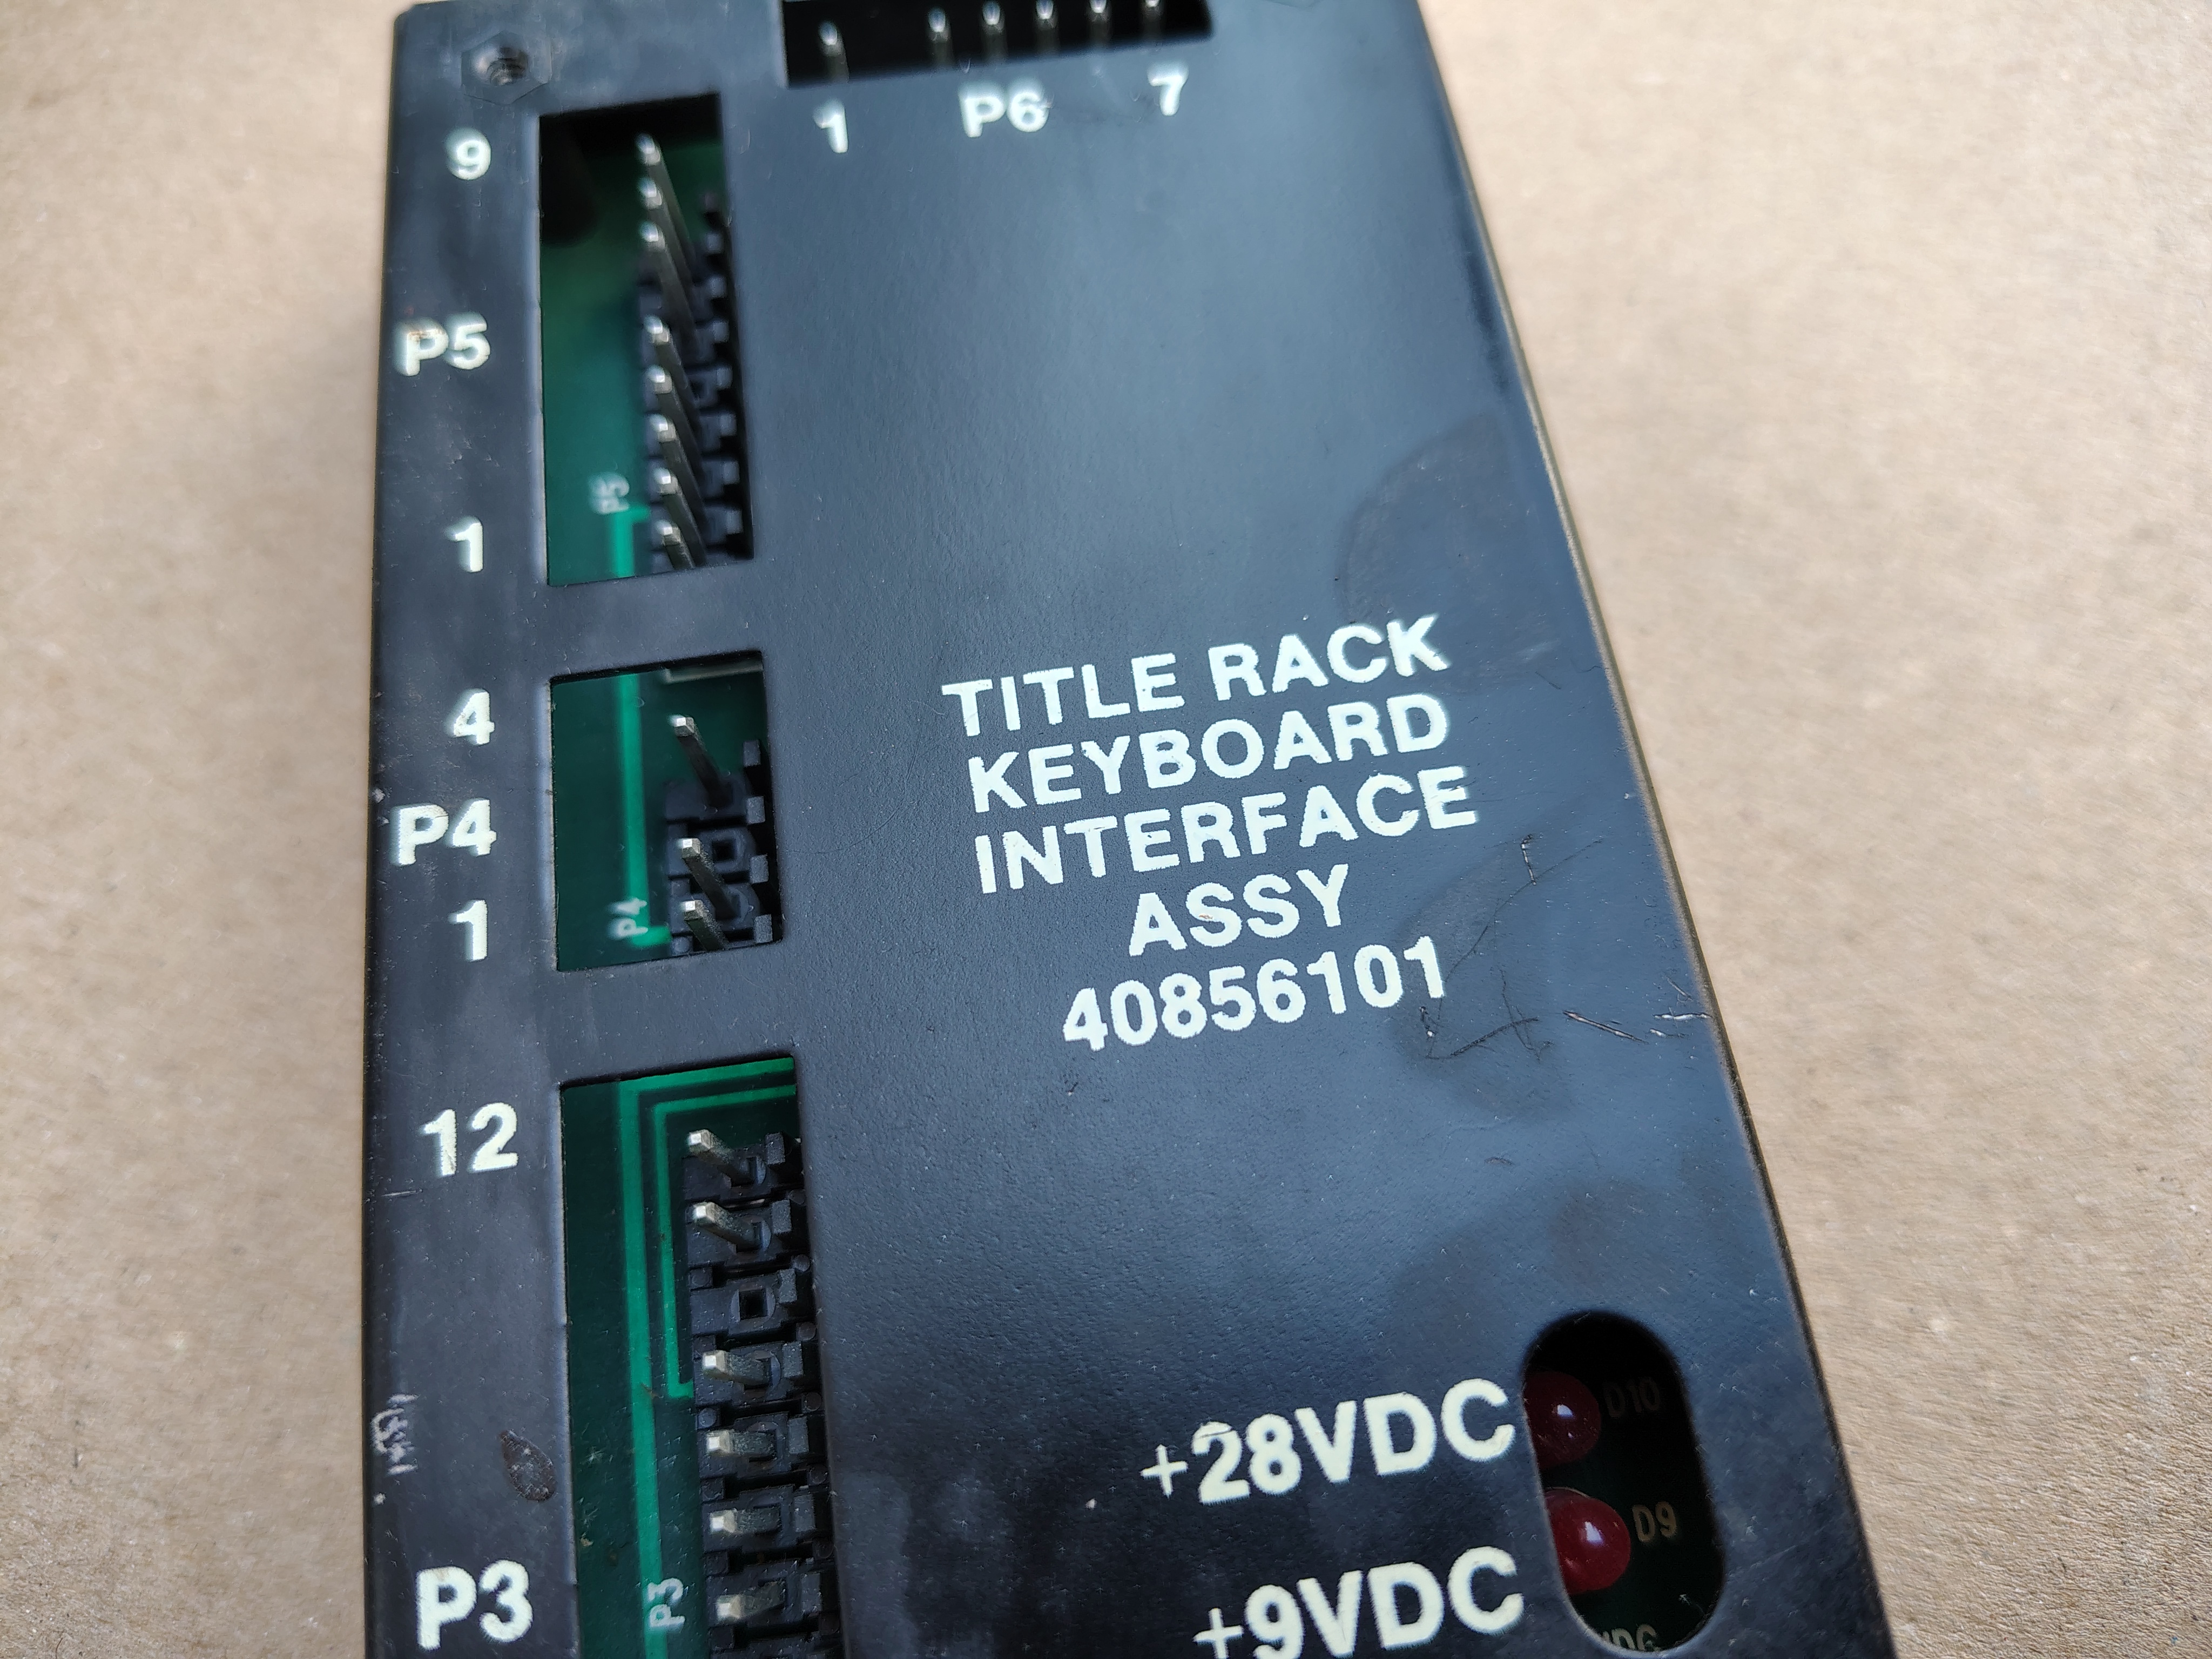 1 P6 7
9
P5
1
P5
4
P4
1
P4
TITLE RACK
KEYBOARD
INTERFACE
ASSY
40856101
12
P3
P3
+28VDC
D10
D9
+9VDC